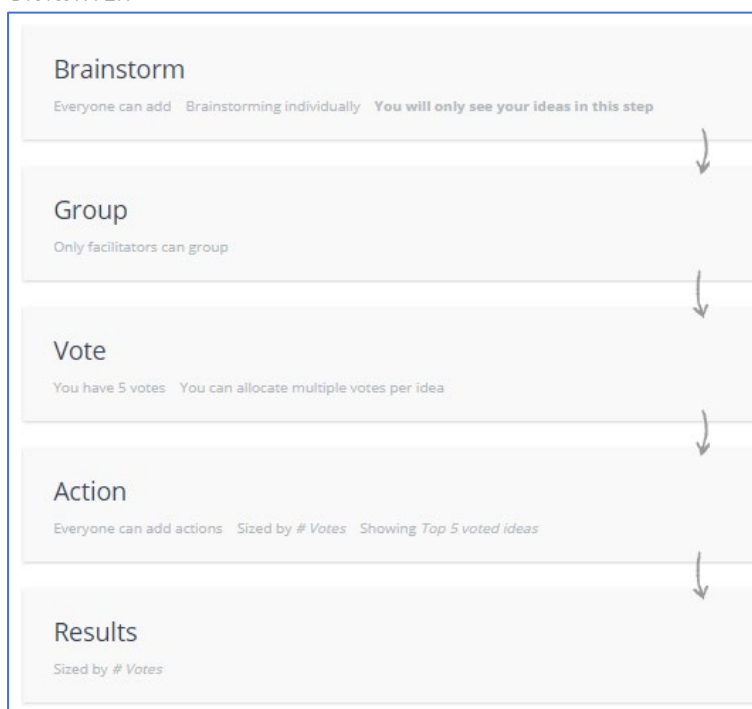 Brainstorm
Everyone can add Brainstorming individually You will only see your ideas in this step
Group
Only facilitators can group
Vote
You have 5 votes You can allocate multiple votes per idea
Action
Everyone can add actions Sized by # Votes Showing Top 5 voted ideas
Results
Sized by # Votes